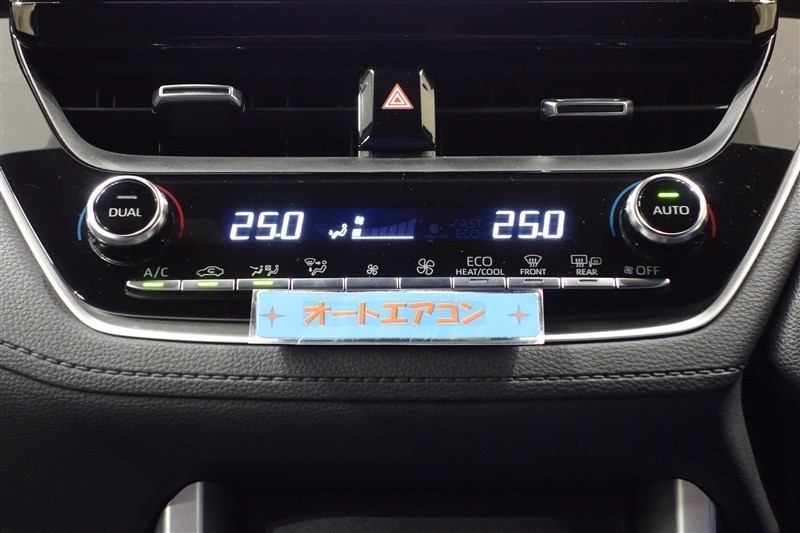 DUAL
25.0
FAST
ECO
25.0
AUTO
A/C
ECO
HEAT/COOL
FRONT
REAR
OFF
オートエアコン